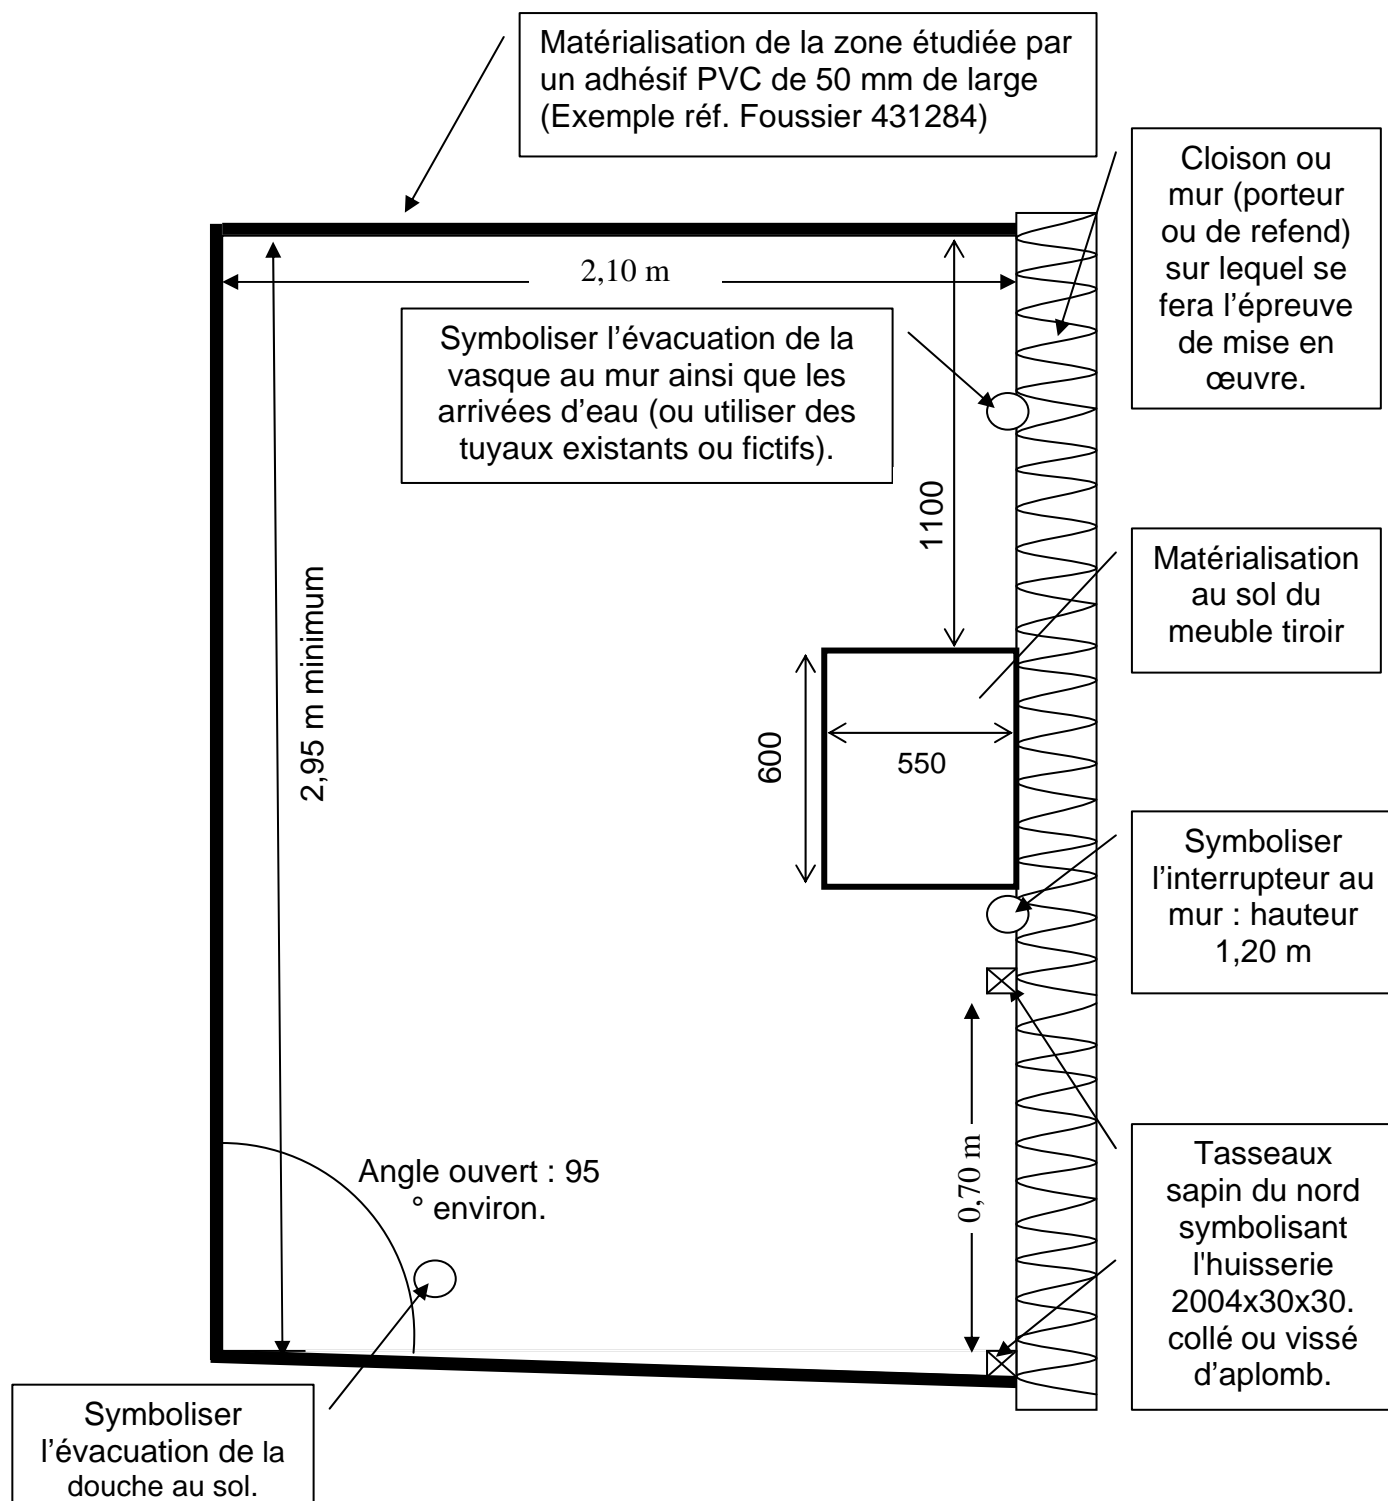 Matérialisation de la zone étudiée par
un adhésif PVC de 50 mm de large
(Exemple réf. Foussier 431284)
Cloison ou
mur (porteur
ou de refend)
sur lequel se
fera l’épreuve
de mise en
œuvre.
2,10 m
Symboliser l’évacuation de la
vasque au mur ainsi que les
arrivées d’eau (ou utiliser des
tuyaux existants ou fictifs).
1100
Matérialisation
au sol du
meuble tiroir
2,95 m minimum
600
550
Symboliser
l’interrupteur au
mur : hauteur
1,20 m
Angle ouvert : 95
° environ.
0,70 m
Tasseaux
sapin du nord
symbolisant
l'huisserie
2004x30x30.
collé ou vissé
d’aplomb.
Symboliser
l’évacuation de la
douche au sol.